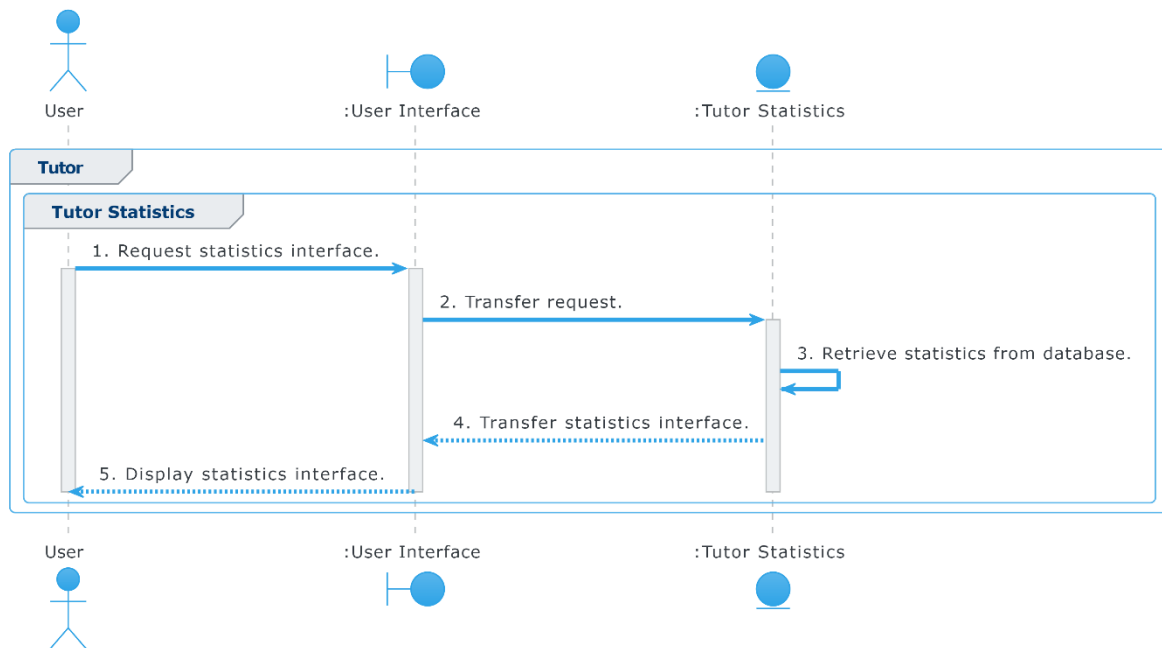 User
:User Interface
:Tutor Statistics
Tutor
Tutor Statistics
1. Request statistics interface.
2. Transfer request.
3. Retrieve statistics from database.
4. Transfer statistics interface.
5. Display statistics interface.
User
:User Interface
:Tutor Statistics